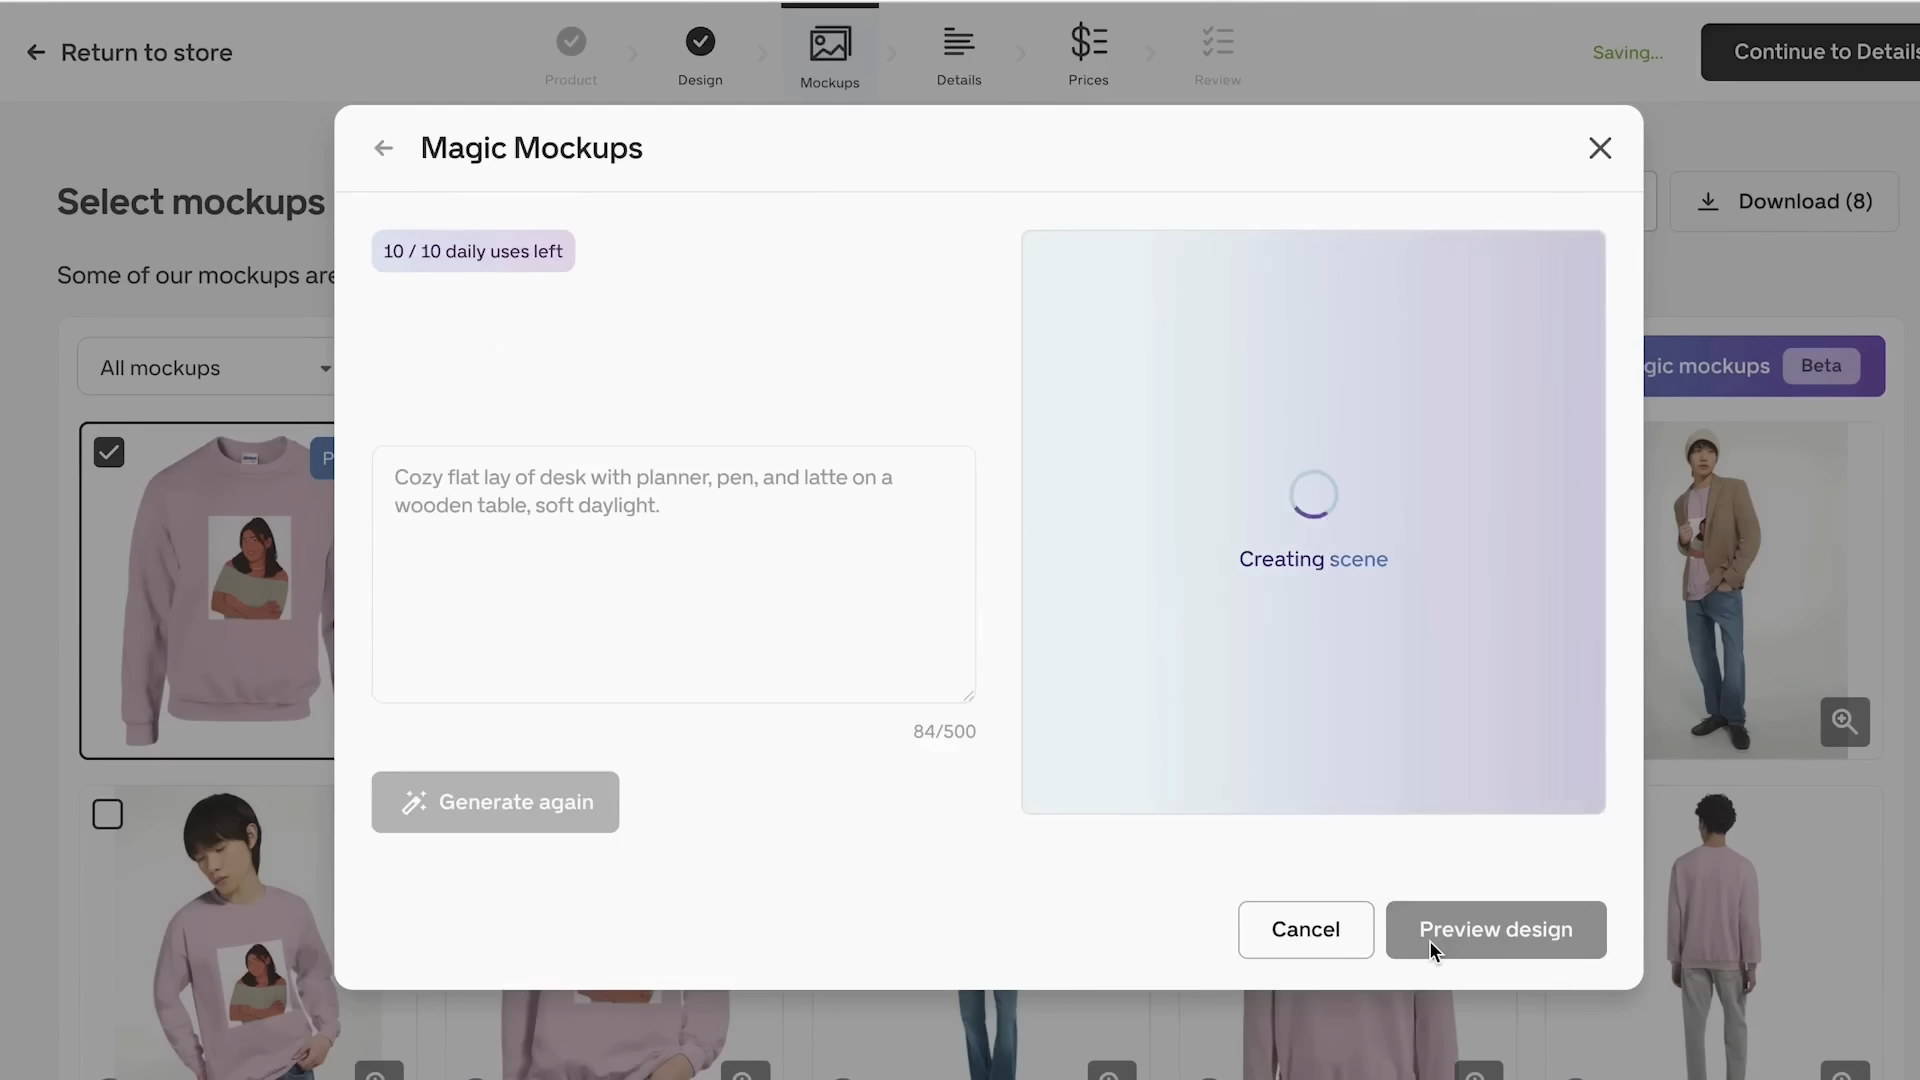 Return to store
Product
Design
Mockups
Details
Prices
Review
Saving...
Continue to Details
Magic Mockups
Select mockups
Download (8)
10 / 10 daily uses left
Some of our mockups are
All mockups
gic mockups
Beta
P
Cozy flat lay of desk with planner, pen, and latte on a
wooden table, soft daylight.
Creating scene
84/500
Generate again
Cancel
Preview design